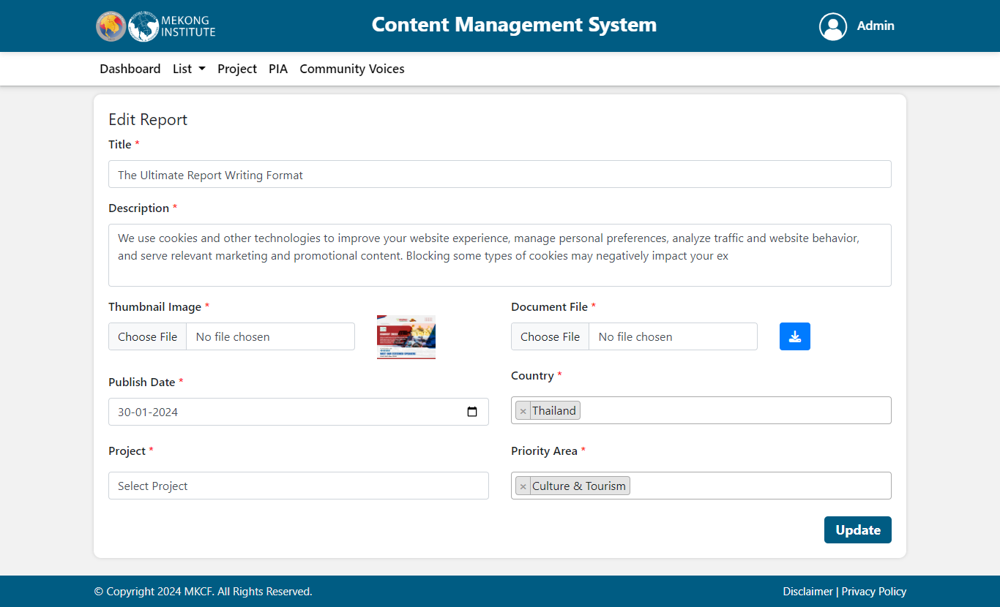 MEKONG
INSTITUTE
Content Management System
Admin
Dashboard List Project PIA Community Voices
Edit Report
Title *
The Ultimate Report Writing Format
Description *
We use cookies and other technologies to improve your website experience, manage personal preferences, analyze traffic and website behavior,
and serve relevant marketing and promotional content. Blocking some types of cookies may negatively impact your ex
Thumbnail Image *
Choose File No file chosen
Document File *
Choose File No file chosen
Publish Date *
30-01-2024
Country *
× Thailand
Project *
Select Project
Priority Area *
× Culture & Tourism
Update
© Copyright 2024 MKCF. All Rights Reserved.
Disclaimer | Privacy Policy